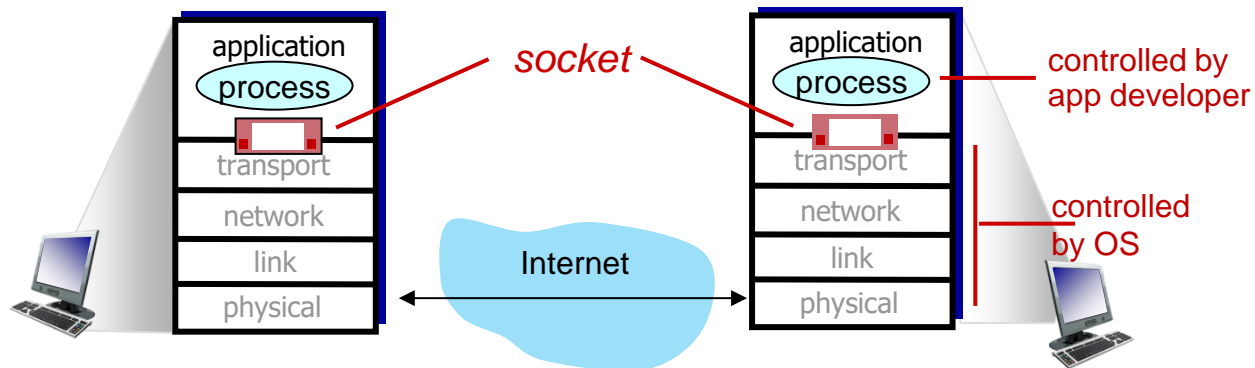 application
process
transport
network
link
physical
socket
Internet
application
process
transport
network
link
physical
controlled by
app developer
controlled
by OS